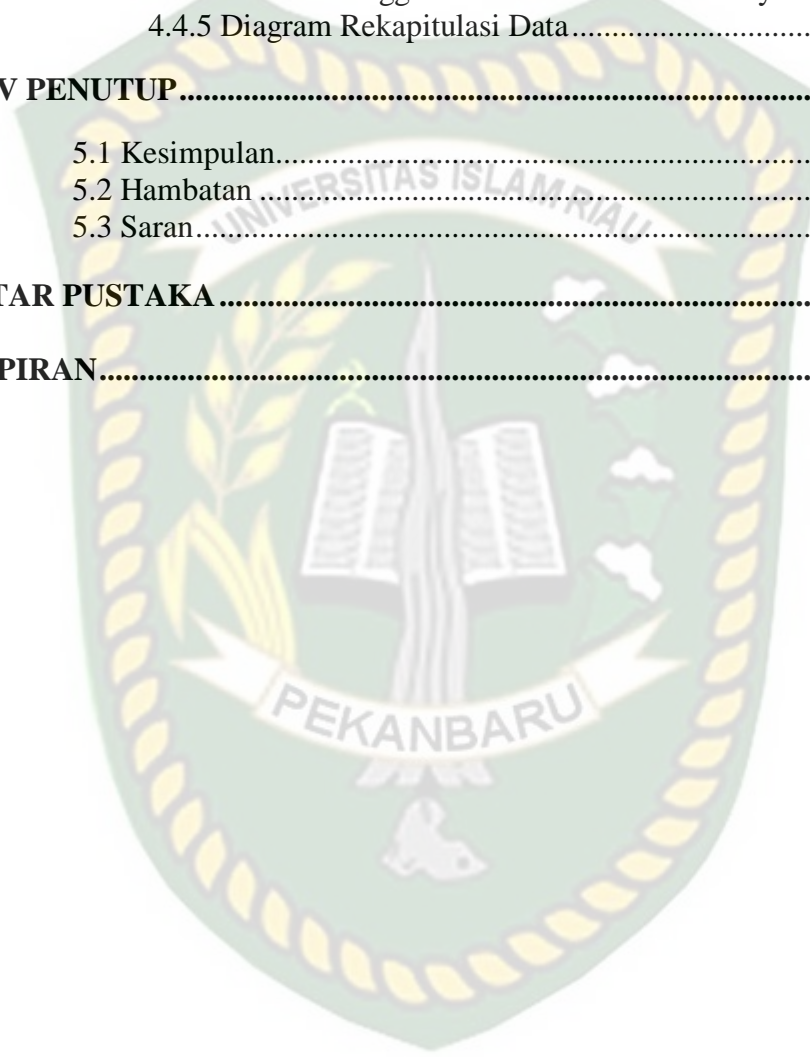 4.4.5 Diagram Rekapitulasi Data..........................
V PENUTUP................................................................................
5.1 Kesimpulan....................................................................
5.2 Hambatan ......................................................................
5.3 Saran..............................................................................
TAR PUSTAKA...........................................................................
PIRAN..........................................................................................
UNIVERSITAS ISLAM RIAU
PEKANBARU